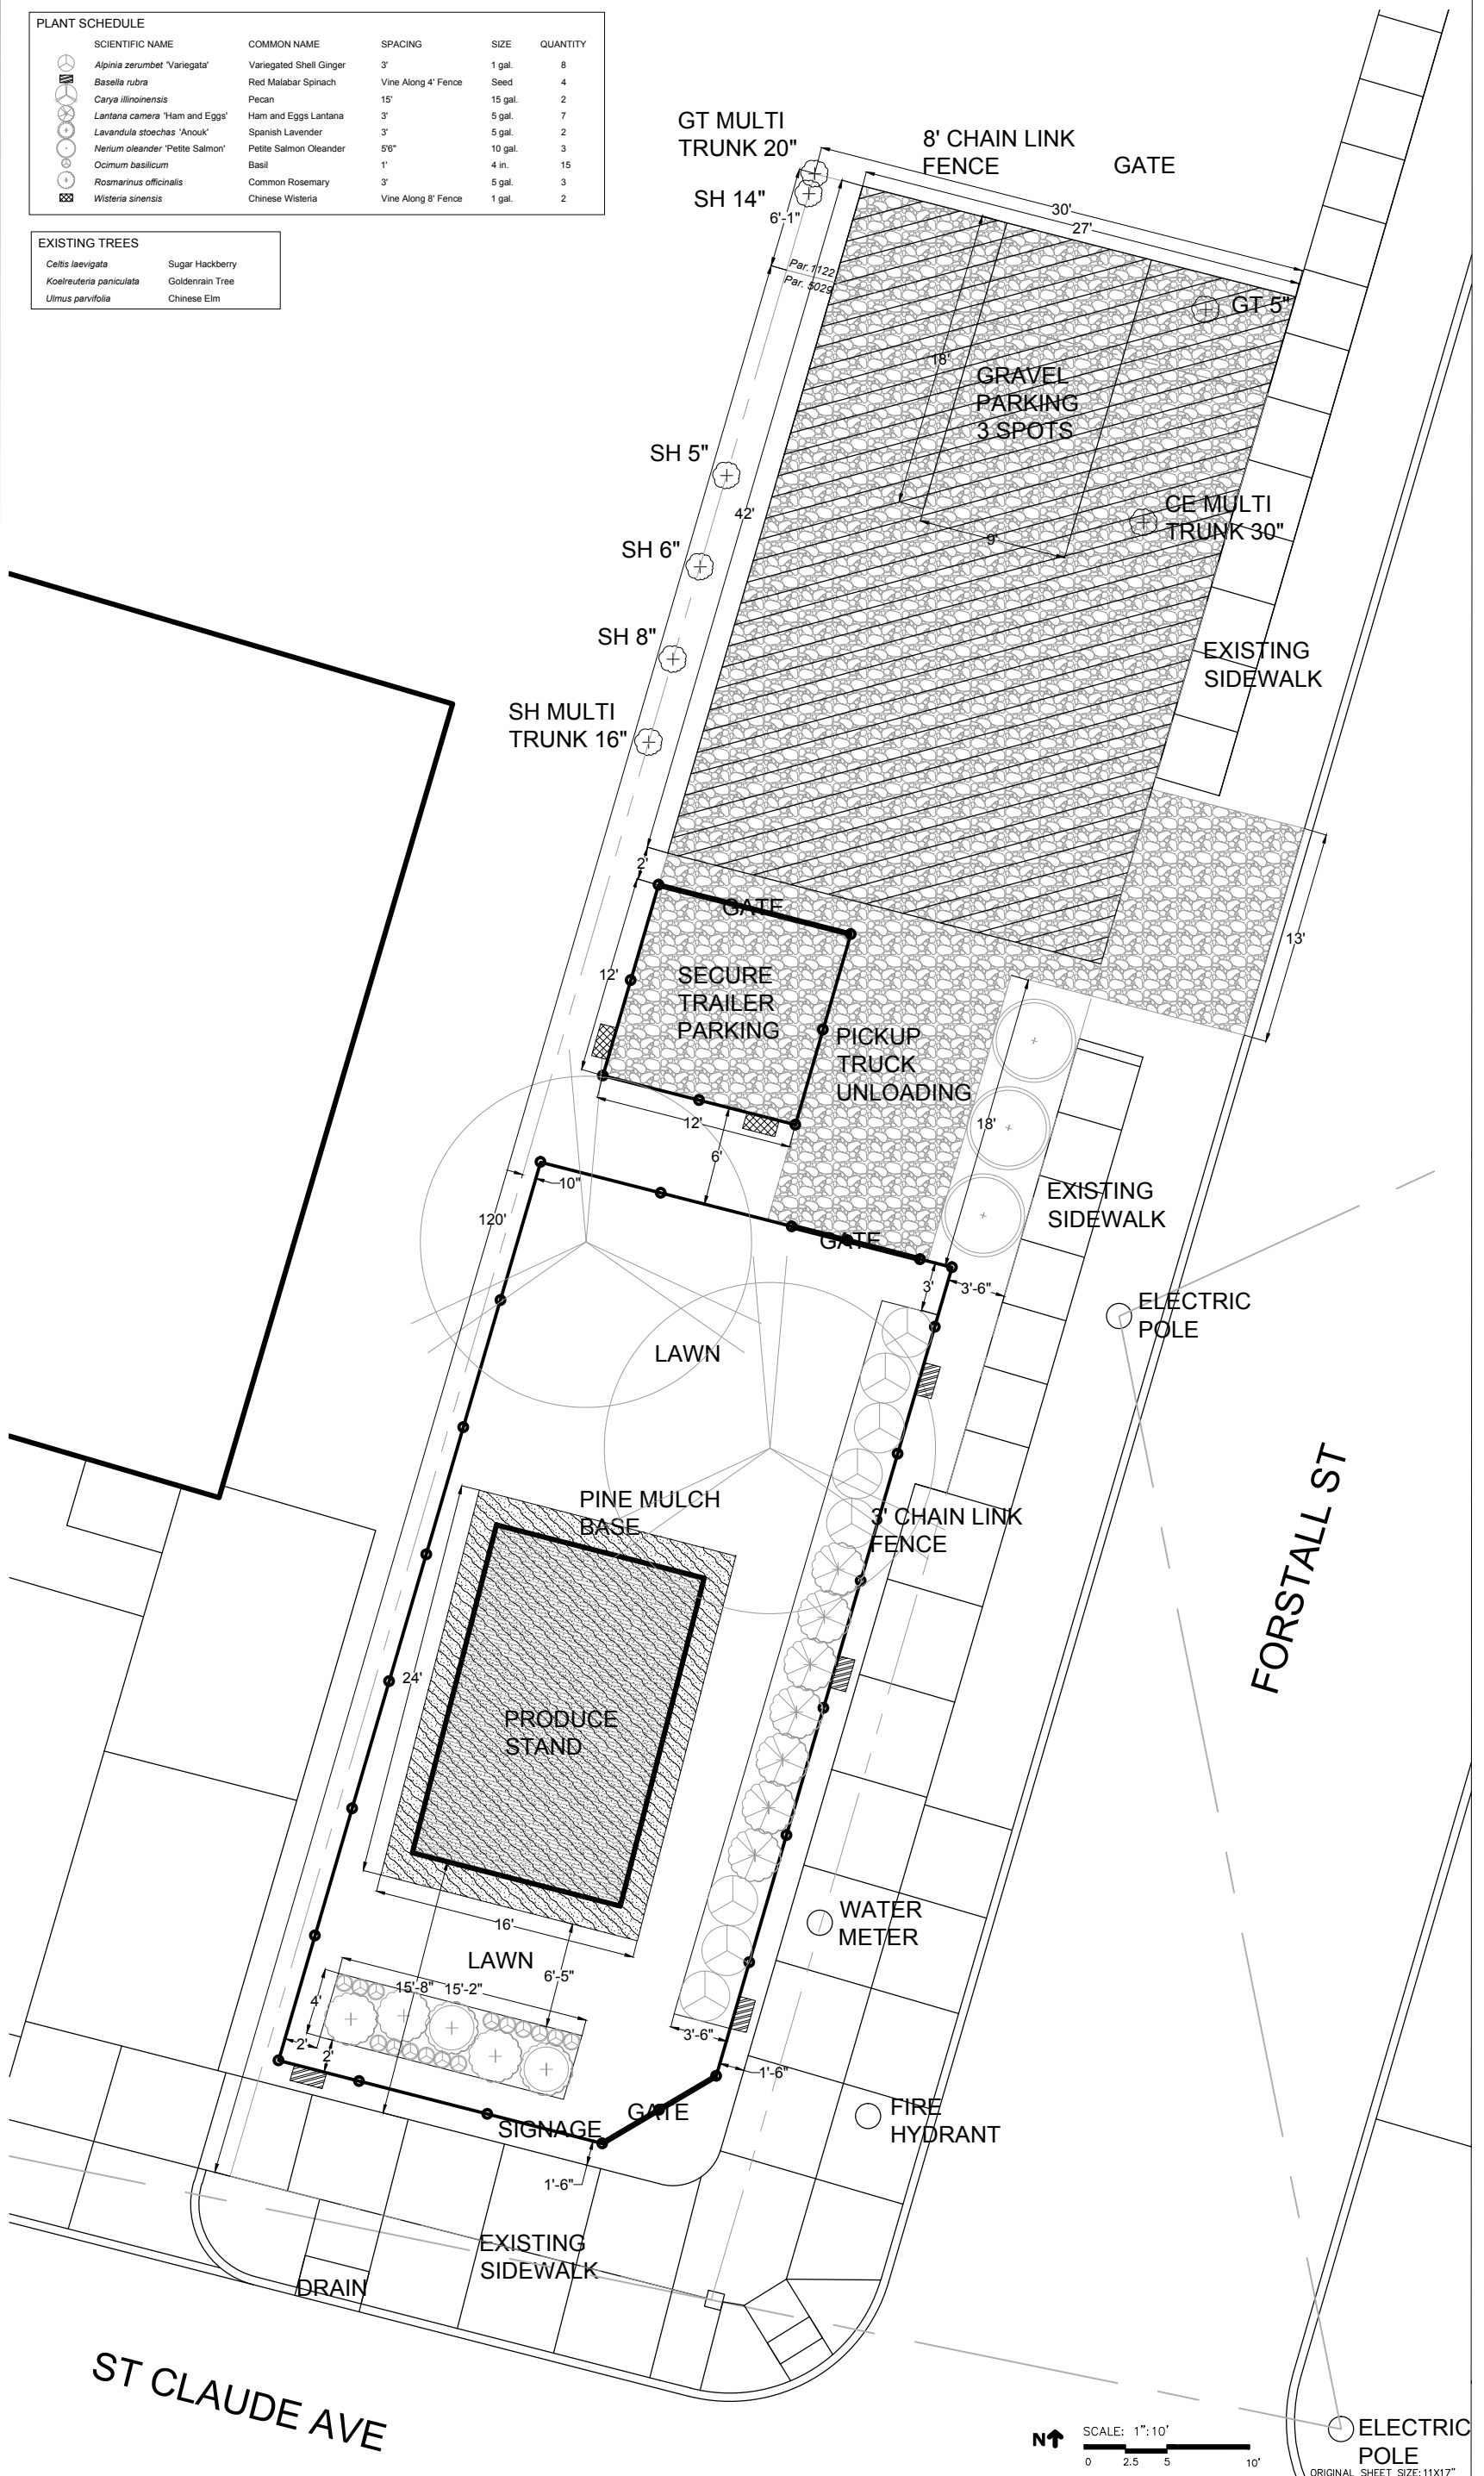 PLANT SCHEDULE
SCIENTIFIC NAME COMMON NAME SPACING SIZE QUANTITY
Alpinia zerumbet 'Variegata' Variegated Shell Ginger 3' 1 gal. 8
Basella rubra Red Malabar Spinach Vine Along 4' Fence Seed 4
Carya illinoinensis Pecan 15' 15 gal. 2
Lantana camera 'Ham and Eggs' Ham and Eggs Lantana 3' 5 gal. 7
Lavandula stoechas 'Anouk' Spanish Lavender 3' 5 gal. 2
Nerium oleander 'Petite Salmon' Petite Salmon Oleander 5'6" 10 gal. 3
Ocimum basilicum Basil 1' 4 in. 15
Rosmarinus officinalis Common Rosemary 3' 5 gal. 3
Wisteria sinensis Chinese Wisteria Vine Along 8' Fence 1 gal. 2
EXISTING TREES
Celtis laevigata Sugar Hackberry
Koelreuteria paniculata Goldenrain Tree
Ulmus parvifolia Chinese Elm
GT MULTI
TRUNK 20"
SH 14"
6'-1"
8' CHAIN LINK
FENCE
GATE
30'
27'
Par. 1122
Par. 5029
GT 5"
18'
GRAVEL
PARKING
3 SPOTS
SH 5"
42'
CE MULTI
TRUNK 30"
9'
SH 6"
SH 8"
EXISTING
SIDEWALK
SH MULTI
TRUNK 16"
2'
GATE
13'
12'
SECURE
TRAILER
PARKING
PICKUP
TRUCK
UNLOADING
12'
18'
6'
10"
120'
EXISTING
SIDEWALK
GATE
3'
3'-6"
ELECTRIC
POLE
LAWN
PINE MULCH
BASE
3' CHAIN LINK
FENCE
FORSTALL ST
24'
PRODUCE
STAND
16'
WATER
METER
LAWN
6'-5"
15'-8" 15'-2"
4'
2'
2'
3'-6"
1'-6"
GATE
SIGNAGE
FIRE
HYDRANT
1'-6"
EXISTING
SIDEWALK
DRAIN
ST CLAUDE AVE
N
SCALE: 1":10'
0 2.5 5 10'
ELECTRIC
POLE
ORIGINAL SHEET SIZE: 11X17"